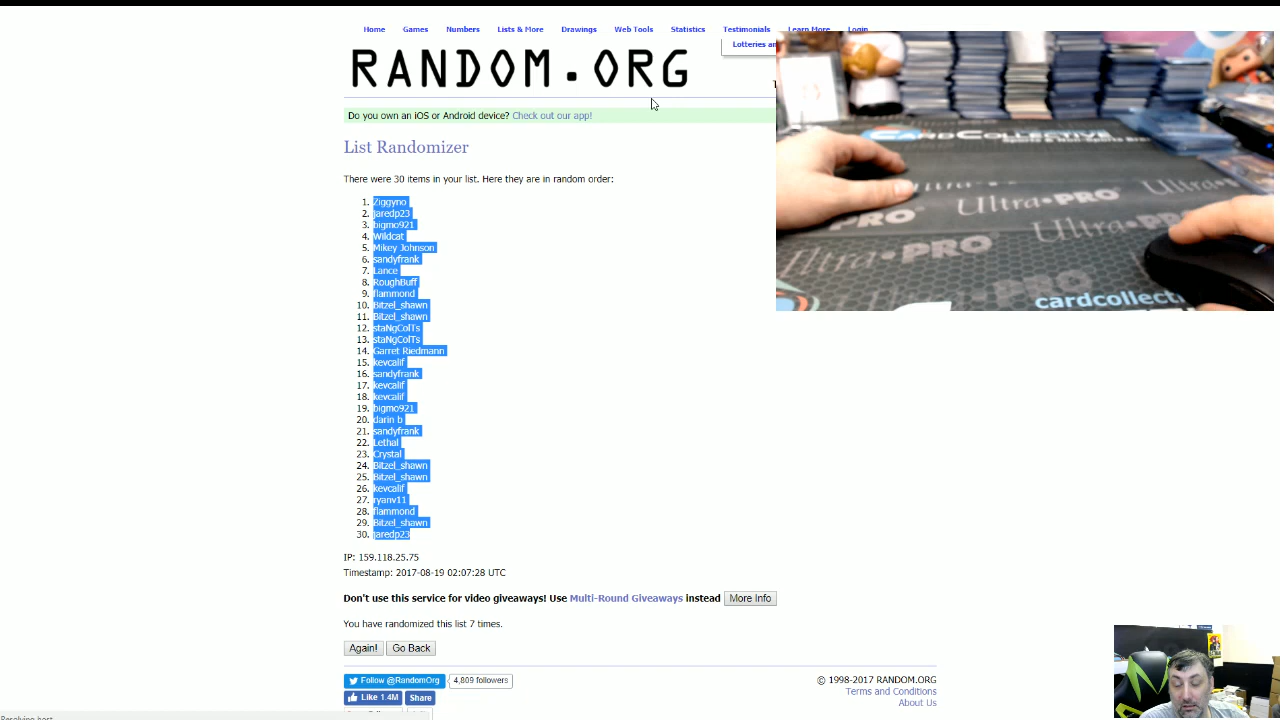 Home Games Numbers Lists & More Drawings Web Tools Statistics Testimonials Learn More Login
Lotteries an
RANDOM.ORG
Do you own an iOS or Android device? Check out our app!
List Randomizer
There were 30 items in your list. Here they are in random order:
1. Ziggyno
2. jaredp23
3. bigmo921
4. Wildcat
5. Mikey Johnson
6. sandyfrank
7. Lance
8. RoughBuff
9. flammond
10. Bitzel_shawn
11. Bitzel_shawn
12. staNgColTs
13. staNgColTs
14. Garret Riedmann
15. kevcalif
16. sandyfrank
17. kevcalif
18. kevcalif
19. bigmo921
20. darin b
21. sandyfrank
22. Lethal
23. Crystal
24. Bitzel_shawn
25. Bitzel_shawn
26. kevcalif
27. ryanv11
28. flammond
29. Bitzel_shawn
30. jaredp23
IP: 159.118.25.75
Timestamp: 2017-08-19 02:07:28 UTC
Don't use this service for video giveaways! Use Multi-Round Giveaways instead More Info
You have randomized this list 7 times.
Again! Go Back
Follow @RandomOrg 4,809 followers
Like 1.4M Share
© 1998-2017 RANDOM.ORG
Terms and Conditions
About Us
CARDCOLLECTIVE
Ultra•PRO
Ultra
PRO
PRO
cardcollecti